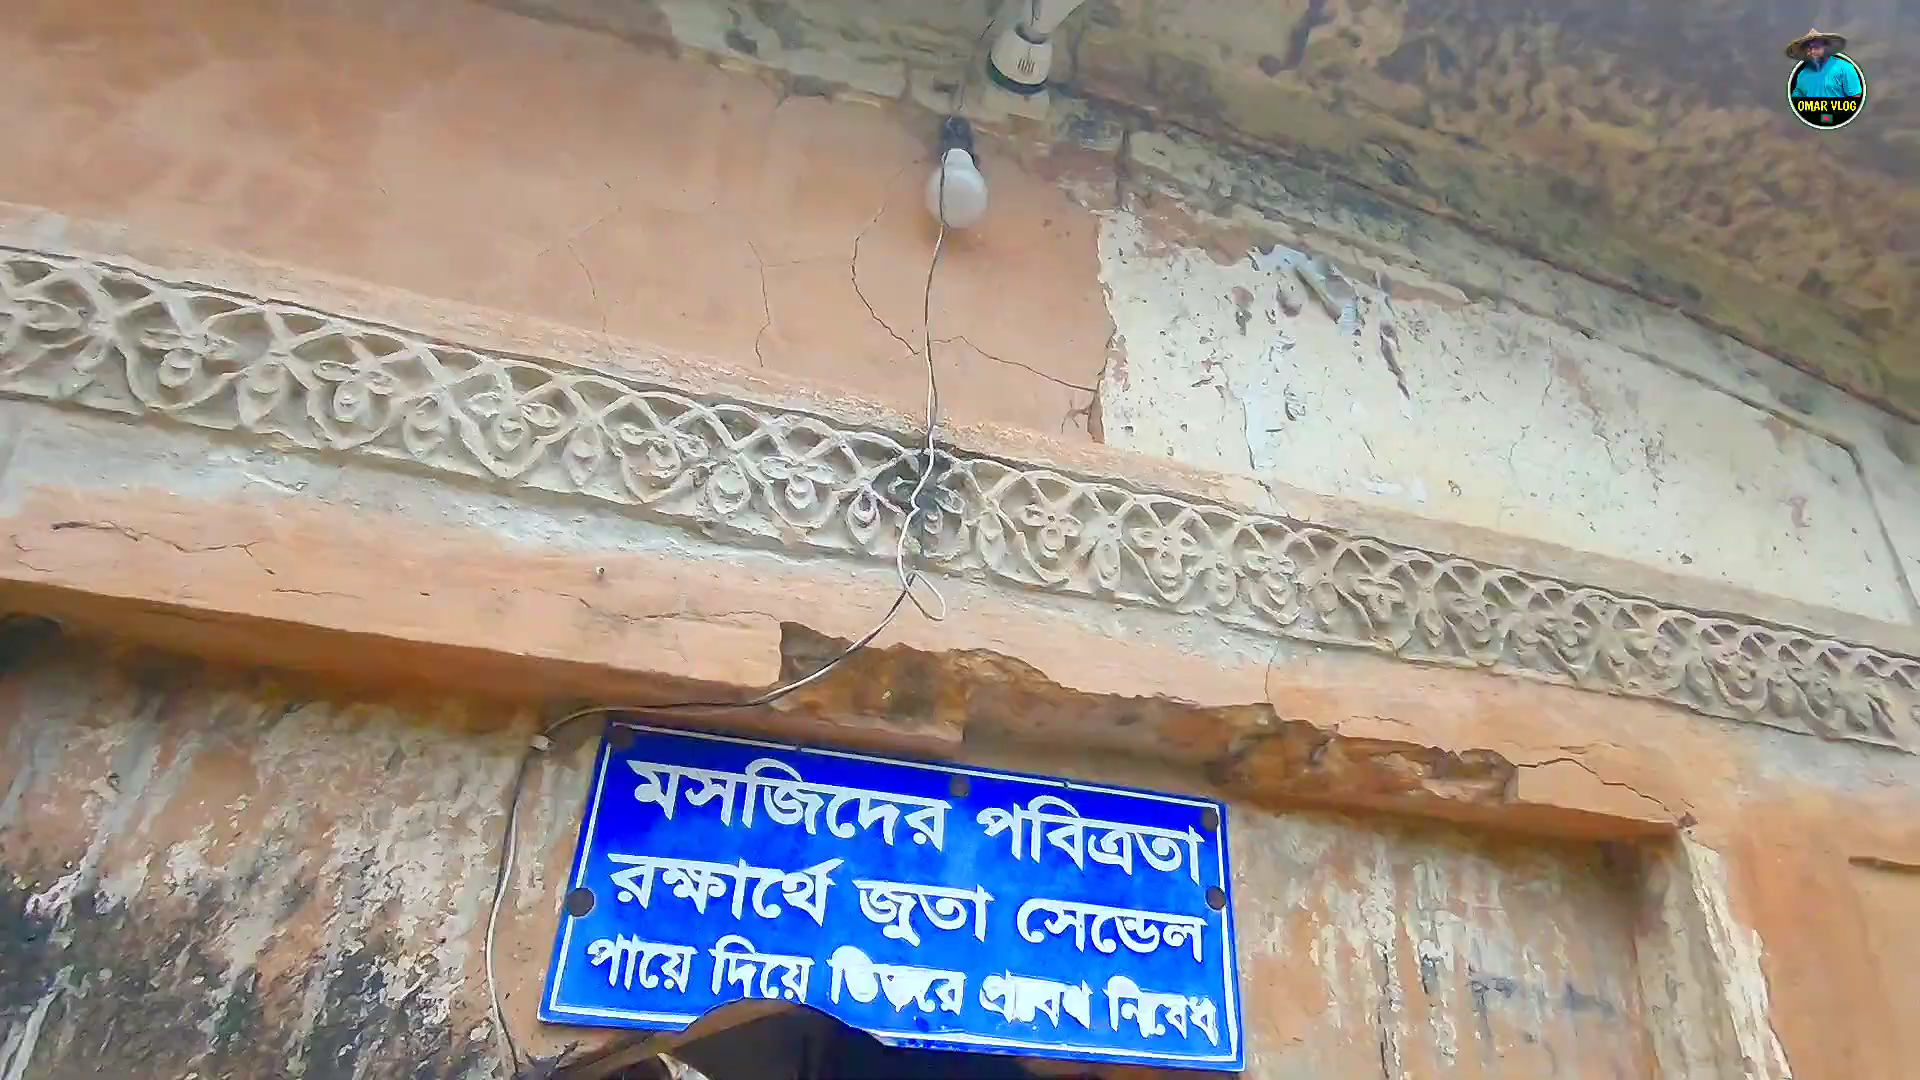 OMAR VLOG
মসজিদের পবিত্রতা
রক্ষার্থে জুতা সেন্ডেল
পায়ে দিয়ে ভিতরে প্রবেশ নিষেধ